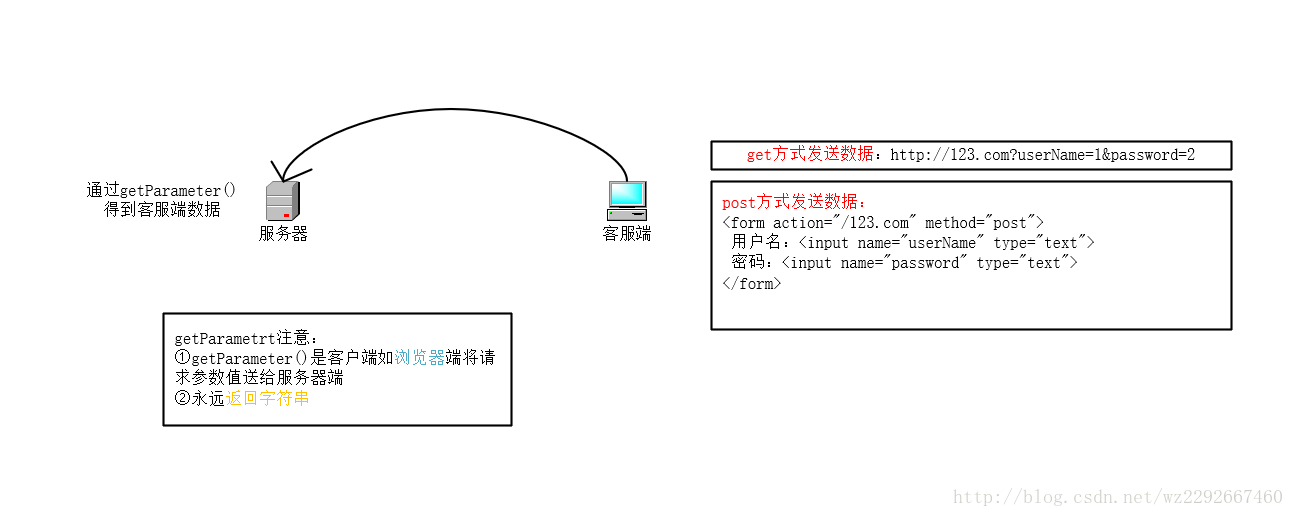 通过getParameter()
得到客服端数据
服务器
客服端
get方式发送数据：http://123.com?userName=1&password=2
post方式发送数据：
<form action="/123.com" method="post">
用户名：<input name="userName" type="text">
密码：<input name="password" type="text">
</form>
getParametrt注意：
①getParameter()是客户端如浏览器端将请
求参数值送给服务器端
②永远返回字符串
http://blog.csdn.net/wz2292667460